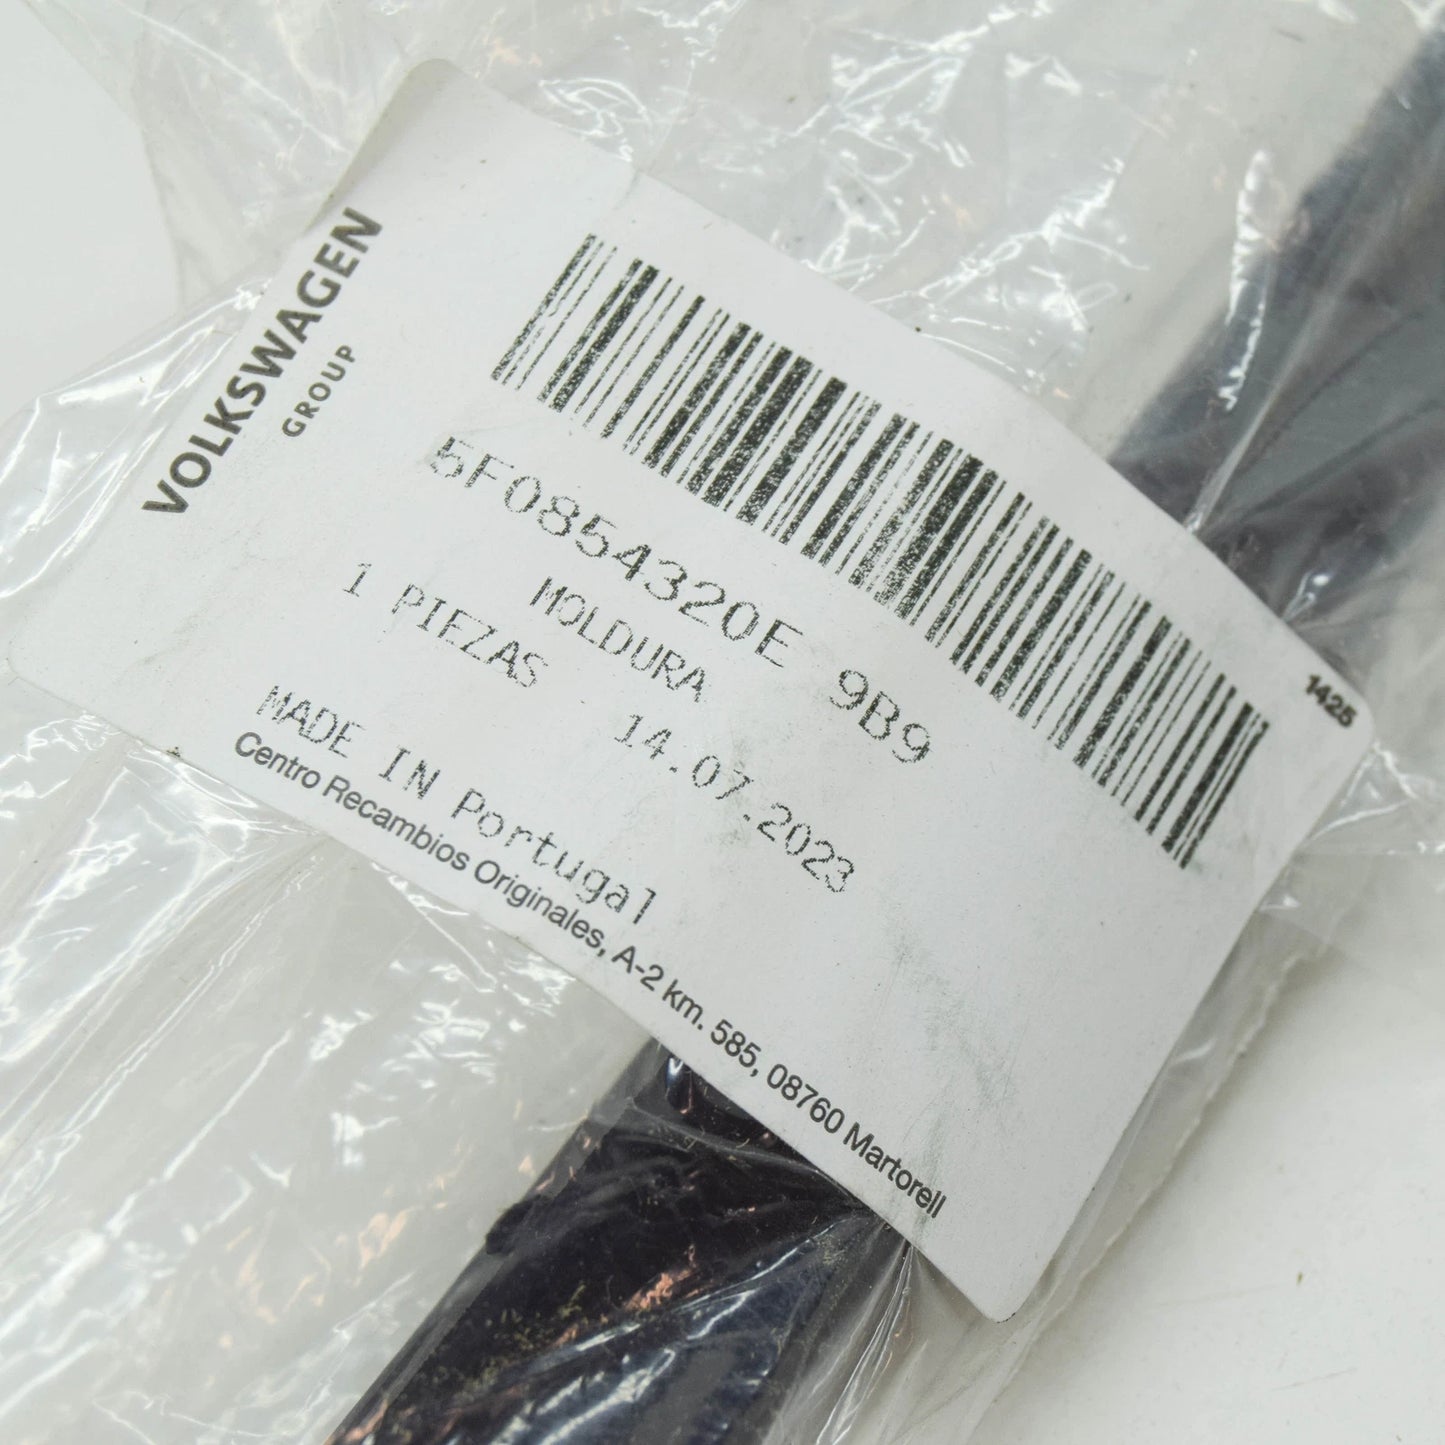 VOLKSWAGEN
GROUP
5F0854320E 9B9
MOLDURA
1 PIEZAS
14.07.2023
MADE IN Portugal
Centro Recambios Originales, A-2 km. 585, 08760 Martorell
1425